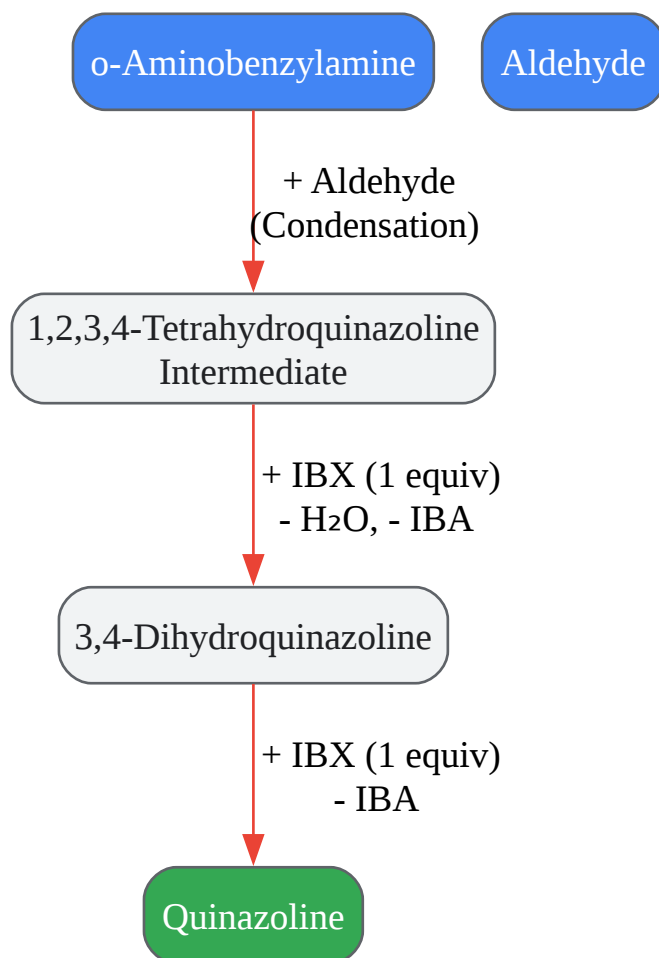 o-Aminobenzylamine
Aldehyde
+ Aldehyde
(Condensation)
1,2,3,4-Tetrahydroquinazoline
Intermediate
+ IBX (1 equiv)
- H₂O, - IBA
3,4-Dihydroquinazoline
+ IBX (1 equiv)
- IBA
Quinazoline